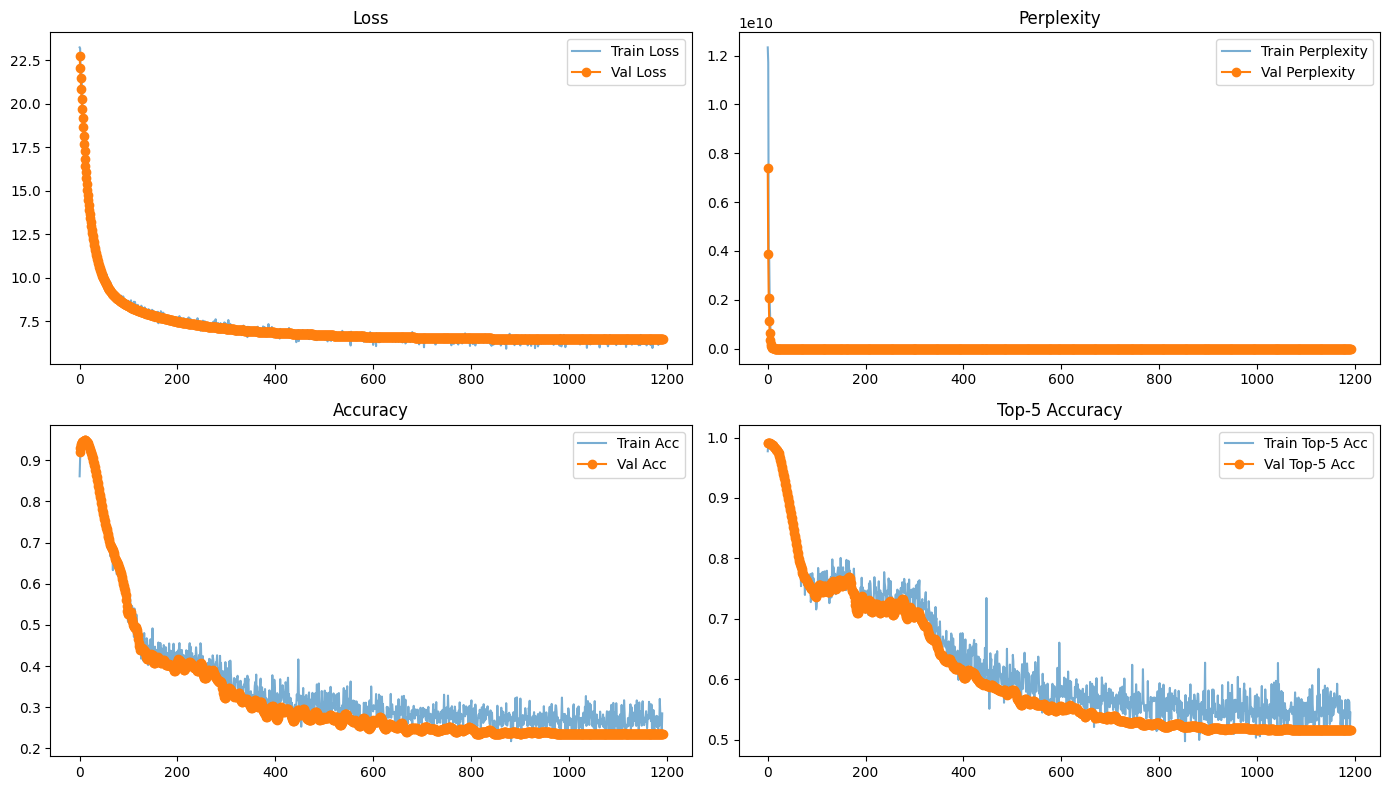 Loss
22.5
20.0
17.5
15.0
12.5
10.0
7.5
0 200 400 600 800 1000 1200
Train Loss
Val Loss
Perplexity
1e10
1.2
1.0
0.8
0.6
0.4
0.2
0.0
0 200 400 600 800 1000 1200
Train Perplexity
Val Perplexity
Accuracy
0.9
0.8
0.7
0.6
0.5
0.4
0.3
0.2
0 200 400 600 800 1000 1200
Train Acc
Val Acc
Top-5 Accuracy
1.0
0.9
0.8
0.7
0.6
0.5
0 200 400 600 800 1000 1200
Train Top-5 Acc
Val Top-5 Acc